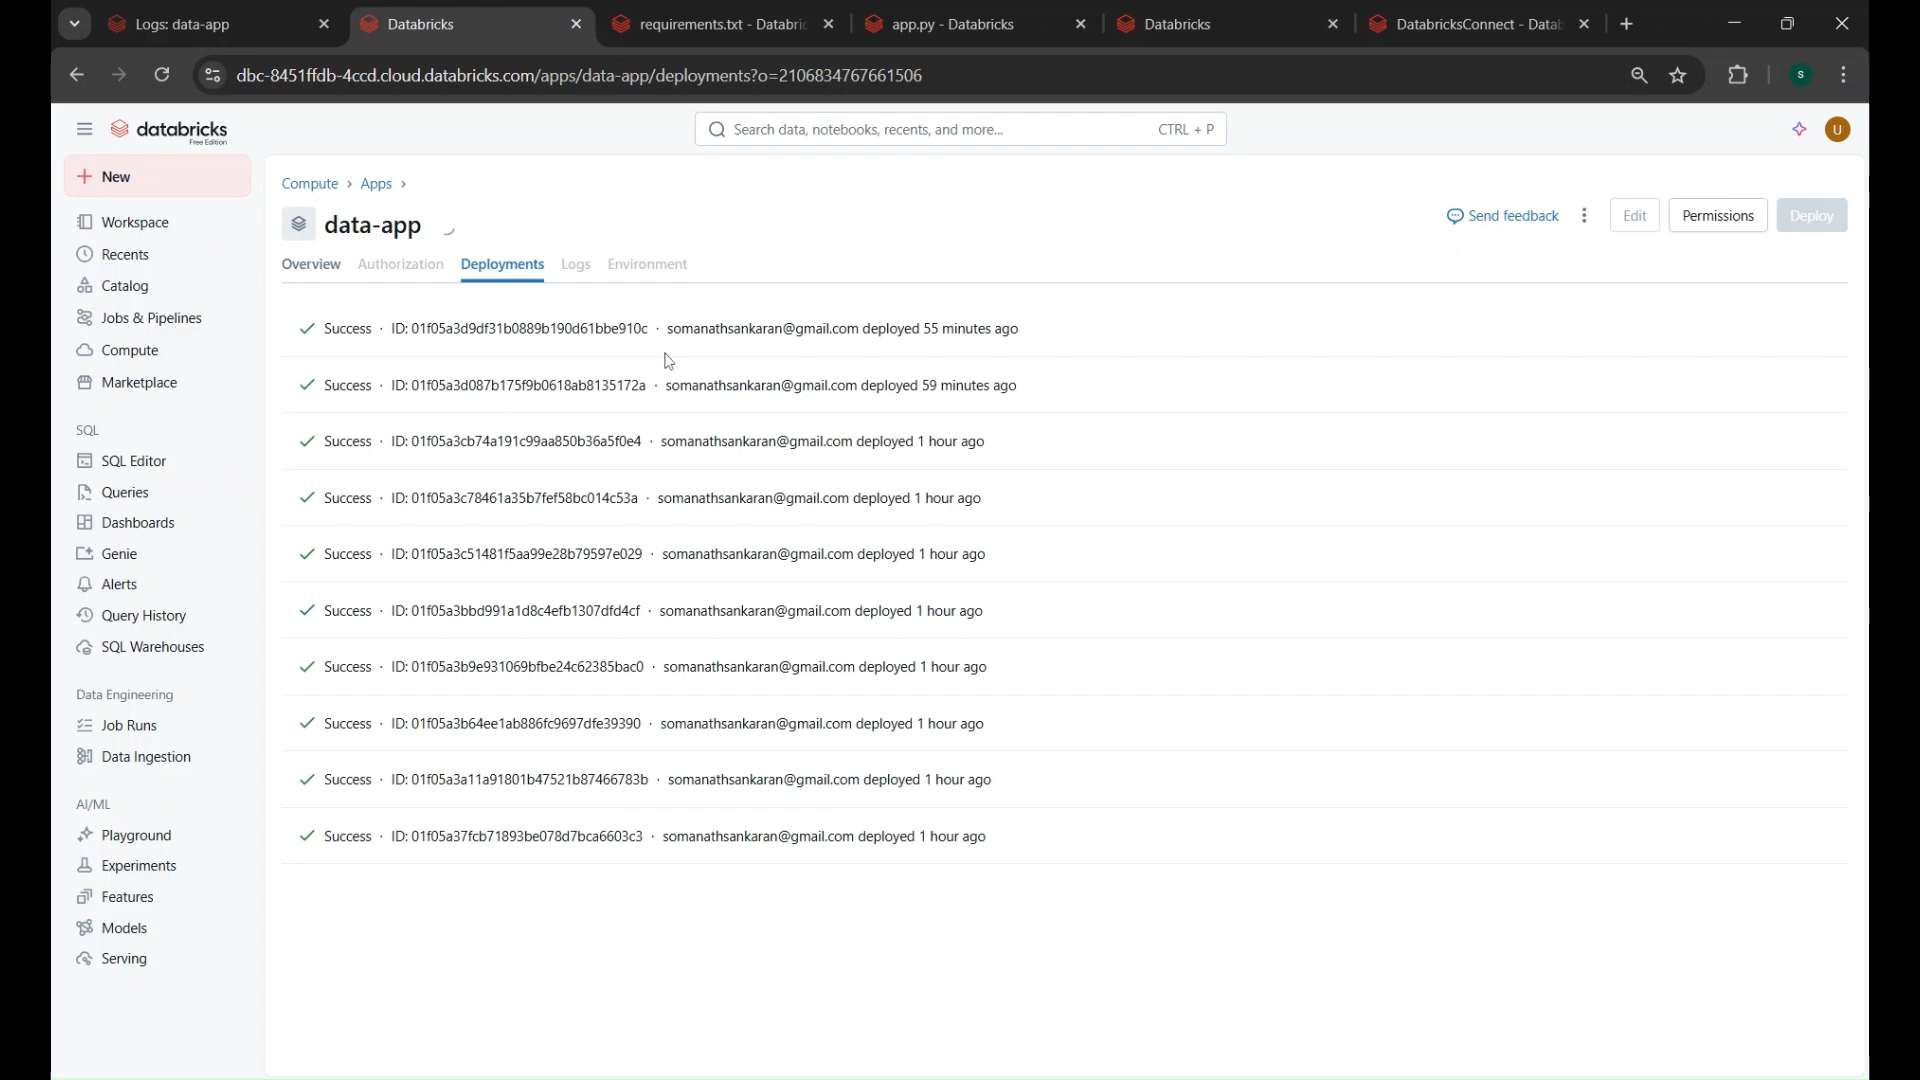 Logs: data-app
Databricks
requirements.txt - Databric
app.py - Databricks
Databricks
DatabricksConnect - Datab
dbc-8451ffdb-4ccd.cloud.databricks.com/apps/data-app/deployments?o=2106834767661506
S
databricks
Free Edition
Search data, notebooks, recents, and more...
CTRL + P
U
New
Workspace
Recents
Catalog
Jobs & Pipelines
Compute
Marketplace
SQL
SQL Editor
Queries
Dashboards
Genie
Alerts
Query History
SQL Warehouses
Data Engineering
Job Runs
Data Ingestion
AI/ML
Playground
Experiments
Features
Models
Serving
Compute > Apps >
data-app
Send feedback
Edit
Permissions
Deploy
Overview Authorization Deployments Logs Environment
Success · ID: 01f05a3d9df31b0889b190d61bbe910c · somanathsankaran@gmail.com deployed 55 minutes ago
Success · ID: 01f05a3d087b175f9b0618ab8135172a · somanathsankaran@gmail.com deployed 59 minutes ago
Success · ID: 01f05a3cb74a191c99aa850b36a5f0e4 · somanathsankaran@gmail.com deployed 1 hour ago
Success · ID: 01f05a3c78461a35b7fef58bc014c53a · somanathsankaran@gmail.com deployed 1 hour ago
Success · ID: 01f05a3c51481f5aa99e28b79597e029 · somanathsankaran@gmail.com deployed 1 hour ago
Success · ID: 01f05a3bbd991a1d8c4efb1307dfd4cf · somanathsankaran@gmail.com deployed 1 hour ago
Success · ID: 01f05a3b9e931069bfbe24c62385bac0 · somanathsankaran@gmail.com deployed 1 hour ago
Success · ID: 01f05a3b64ee1ab886fc9697dfe39390 · somanathsankaran@gmail.com deployed 1 hour ago
Success · ID: 01f05a3a11a91801b47521b87466783b · somanathsankaran@gmail.com deployed 1 hour ago
Success · ID: 01f05a37fcb71893be078d7bca6603c3 · somanathsankaran@gmail.com deployed 1 hour ago